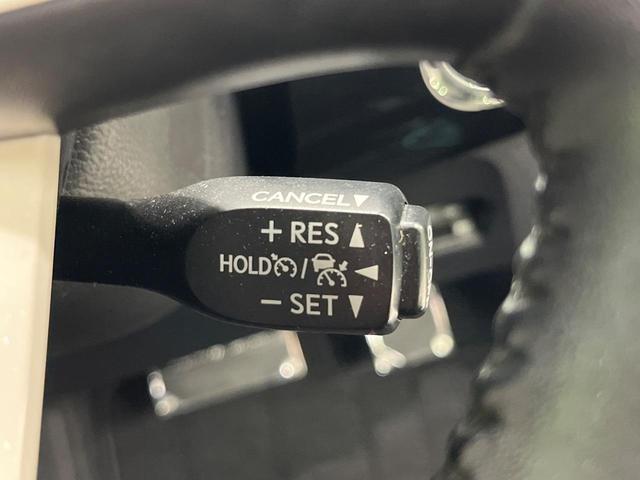 CANCEL▼
+ RES ▲
HOLD / ◀
− SET ▼